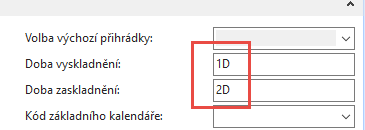 Volba výchozí přihrádky:
Doba vyskladnění: 1D
Doba zaskladnění: 2D
Kód základního kalendáře: